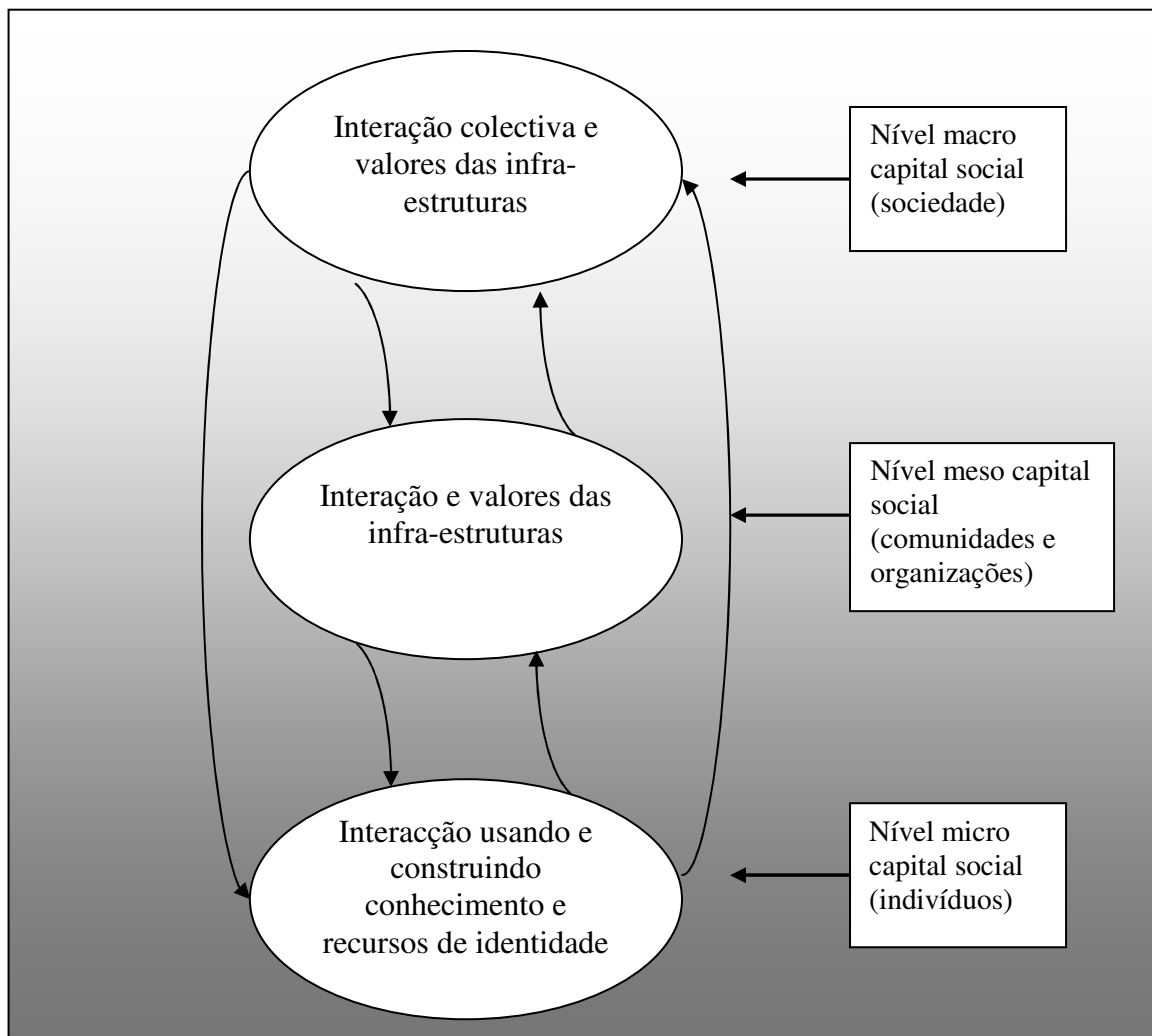 Interação colectiva e
valores das infra-
estruturas
Nível macro
capital social
(sociedade)
Interação e valores das
infra-estruturas
Nível meso capital
social
(comunidades e
organizações)
Interacção usando e
construindo
conhecimento e
recursos de identidade
Nível micro
capital social
(indivíduos)